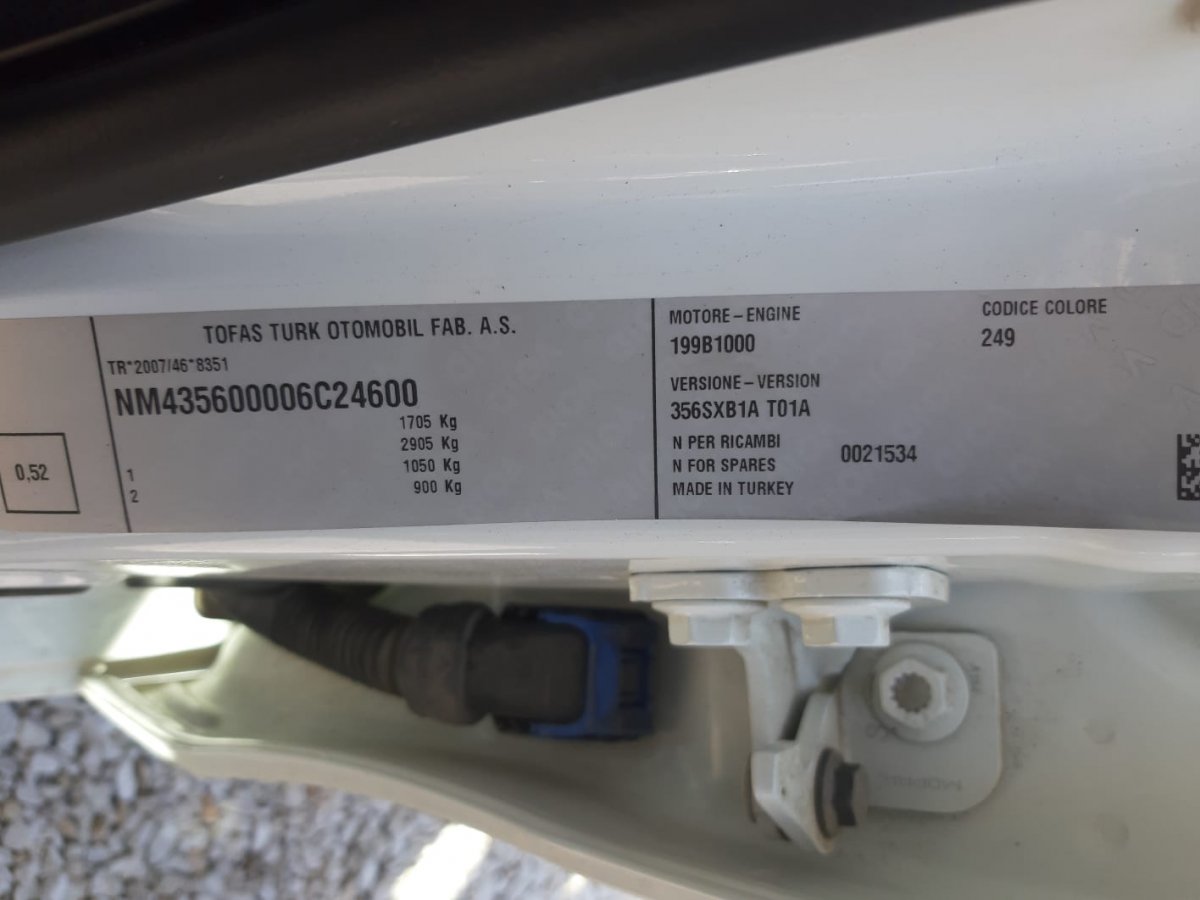 TOFAS TURK OTOMOBIL FAB. A.S.
TR*2007/46*8351
NM435600006C24600
1705 Kg
2905 Kg
1 1050 Kg
2 900 Kg
0,52
MOTORE - ENGINE
199B1000
CODICE COLORE
249
VERSIONE - VERSION
356SXB1A T01A
N PER RICAMBI
N FOR SPARES
0021534
MADE IN TURKEY